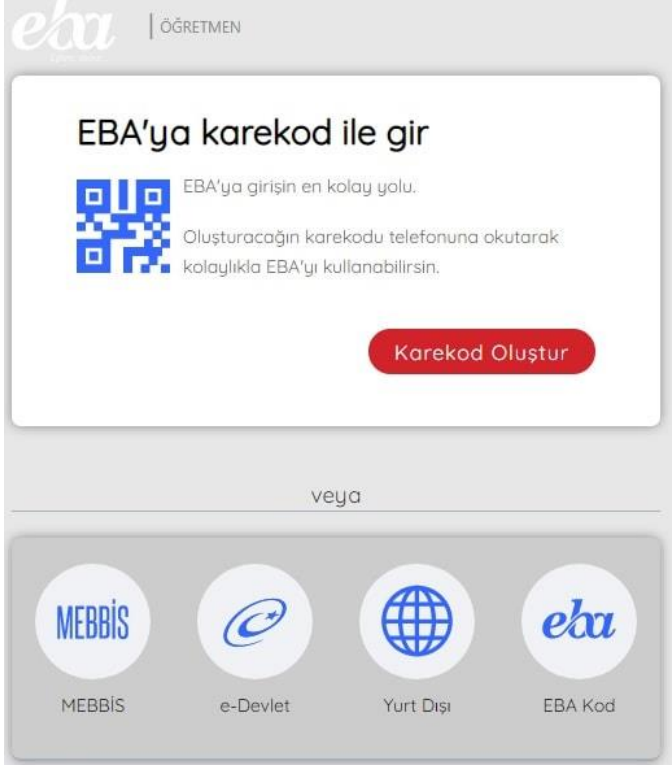 eba
ÖĞRETMEN
EBA'ya karekod ile gir
EBA'ya girişin en kolay yolu.
Oluşturacağın karekodu telefonuna okutarak
kolaylıkla EBA'yı kullanabilirsin.
Karekod Oluştur
veya
MEBBİS
eba
MEBBİS
e-Devlet
Yurt Dışı
EBA Kod